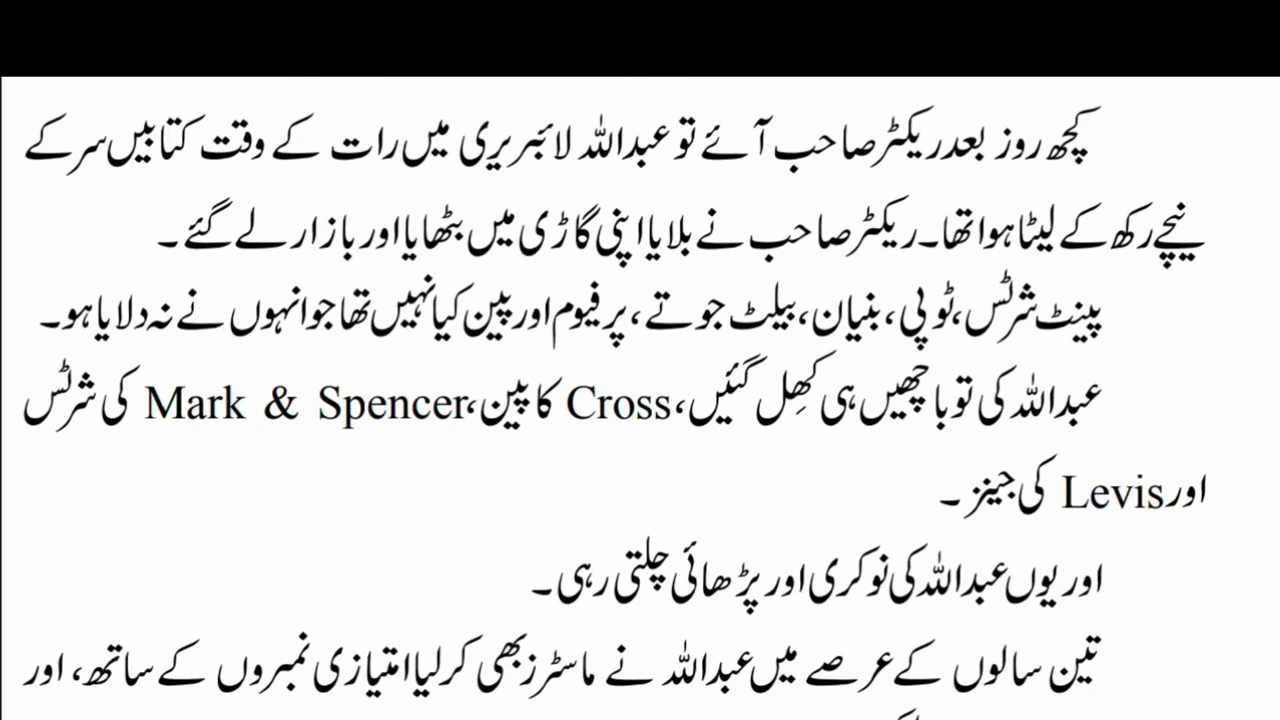 کچھ روز بعد ریکٹر صاحب آئے تو عبداللہ لائبریری میں رات کے وقت کتابیں سر کے
نیچے رکھ کے لیٹا ہوا تھا۔ ریکٹر صاحب نے بلایا اپنی گاڑی میں بٹھایا اور بازار لے گئے۔
پینٹ شرٹس، ٹوپی، بنیان، بیلٹ جوتے، پرفیوم اور پین کیا نہیں تھا جو انہوں نے نہ دلایا ہو۔
عبداللہ کی تو باچھیں ہی کھِل گئیں، Cross کا پین، Mark & Spencer کی شرٹس
اور Levis کی جینز۔
اور یوں عبداللہ کی نوکری اور پڑھائی چلتی رہی۔
تین سالوں کے عرصے میں عبداللہ نے ماسٹرز بھی کر لیا امتیازی نمبروں کے ساتھ، اور